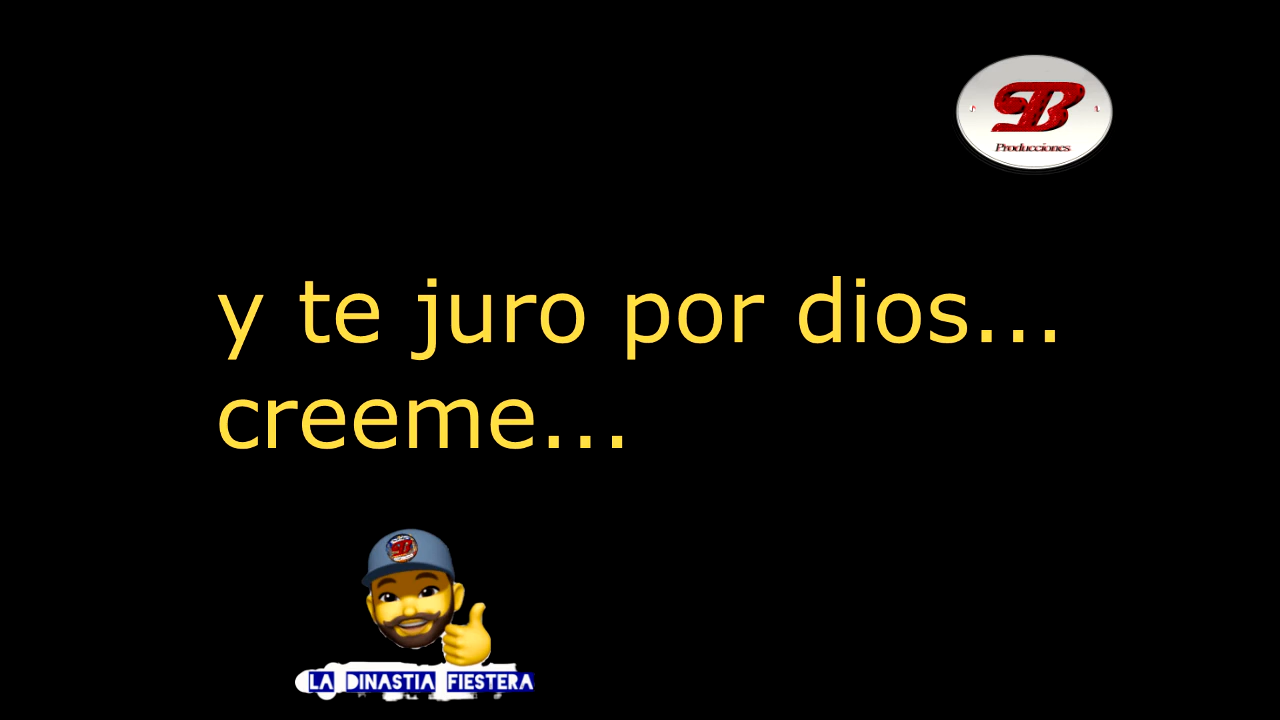 B
Producciones
y te juro por dios...
creeme...
LA DINASTIA FIESTERA